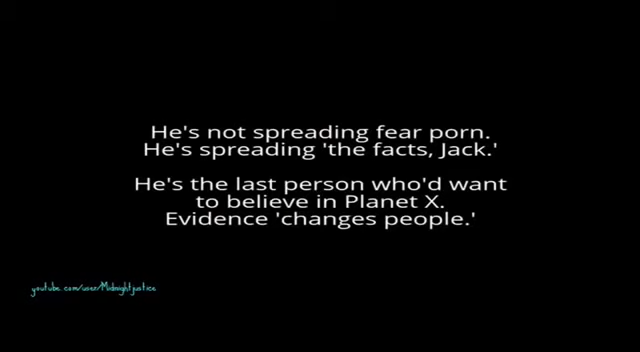 He's not spreading fear porn.
He's spreading 'the facts, Jack.'
He's the last person who'd want
to believe in Planet X.
Evidence 'changes people.'
youtube.com/user/Midnightjustice